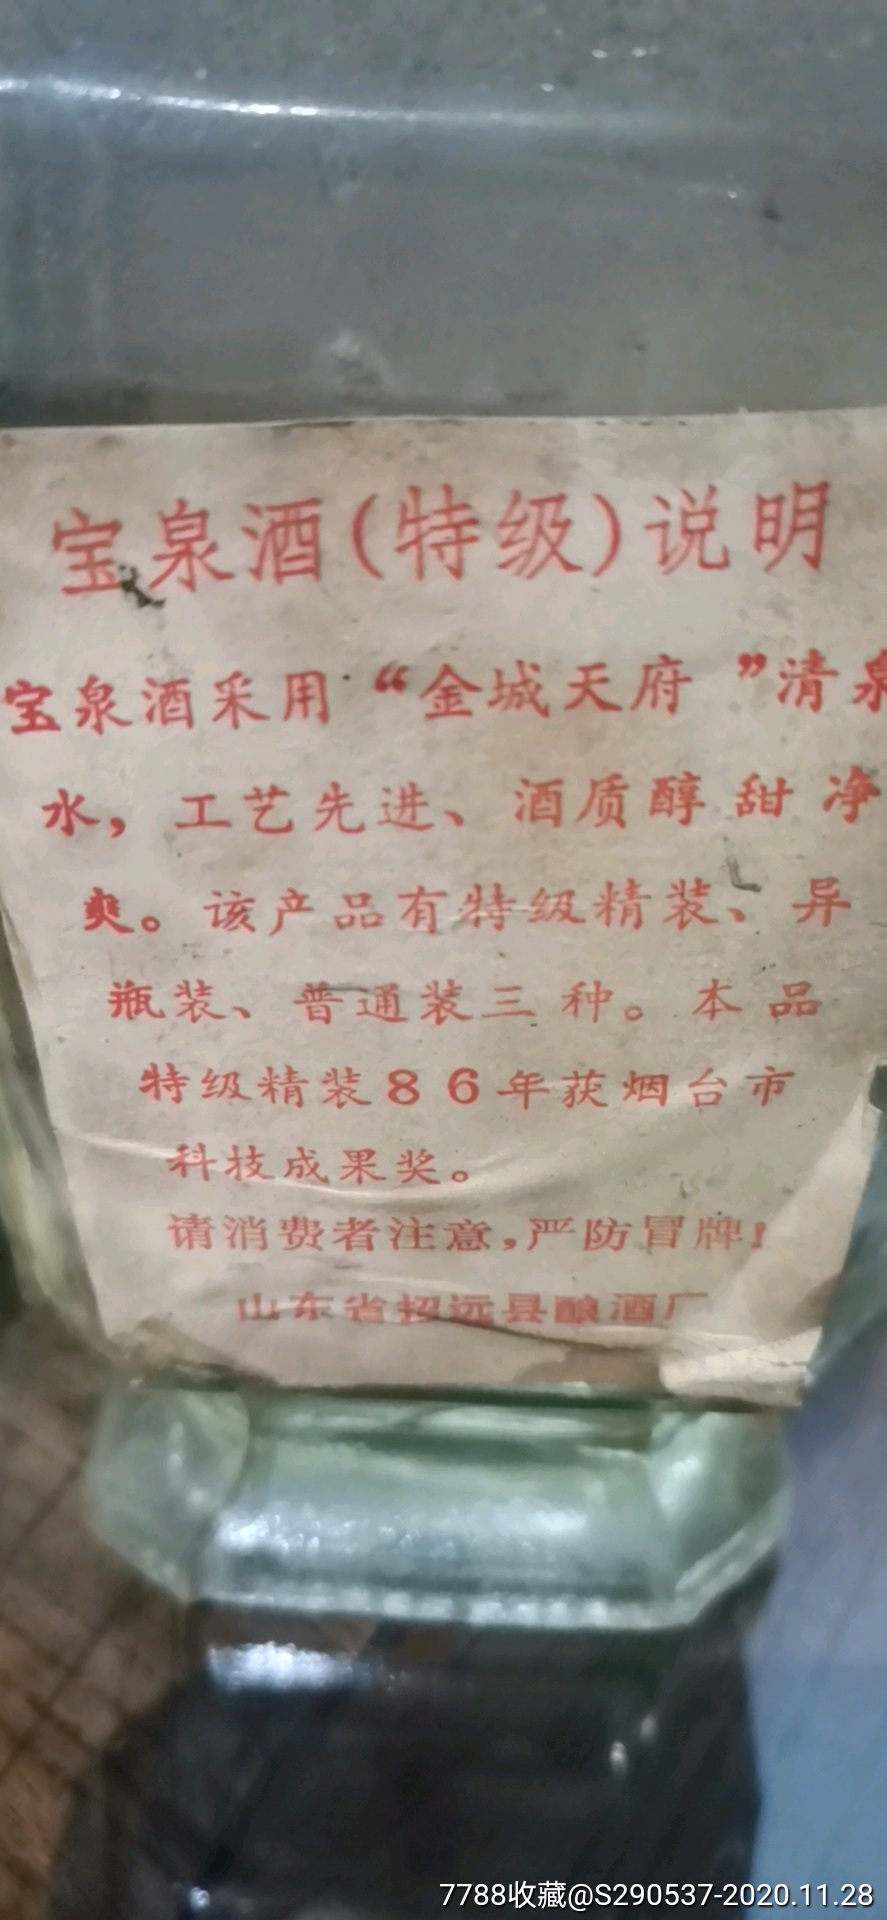 宝泉酒(特级)说明
宝泉酒采用“金城天府”清泉
水，工艺先进、酒质醇甜净
爽。该产品有特级精装、异
瓶装、普通装三种。本品
特级精装86年获烟台市
科技成果奖。
请消费者注意，严防冒牌！
山东省招远县酿酒厂
7788收藏@S290537-2020.11.28